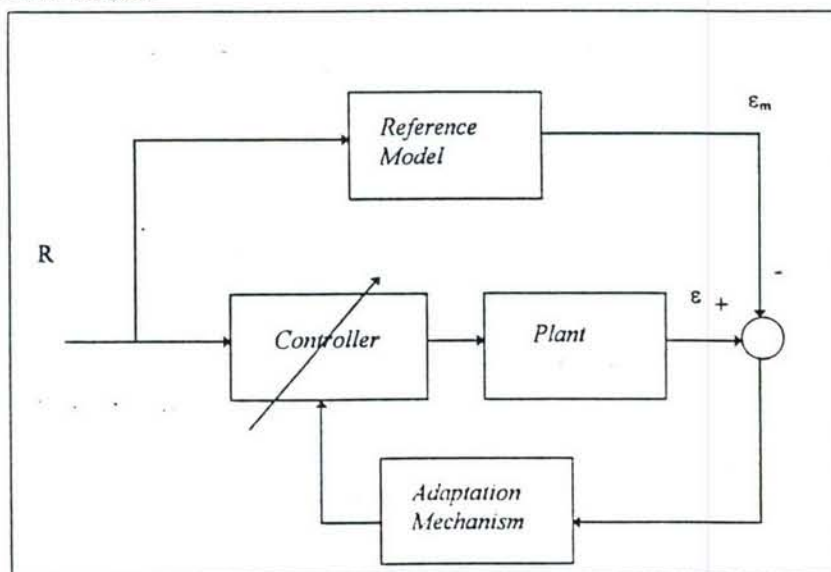 Reference
Model
εm
R
-
ε +
Controller
Plant
Adaptation
Mechanism